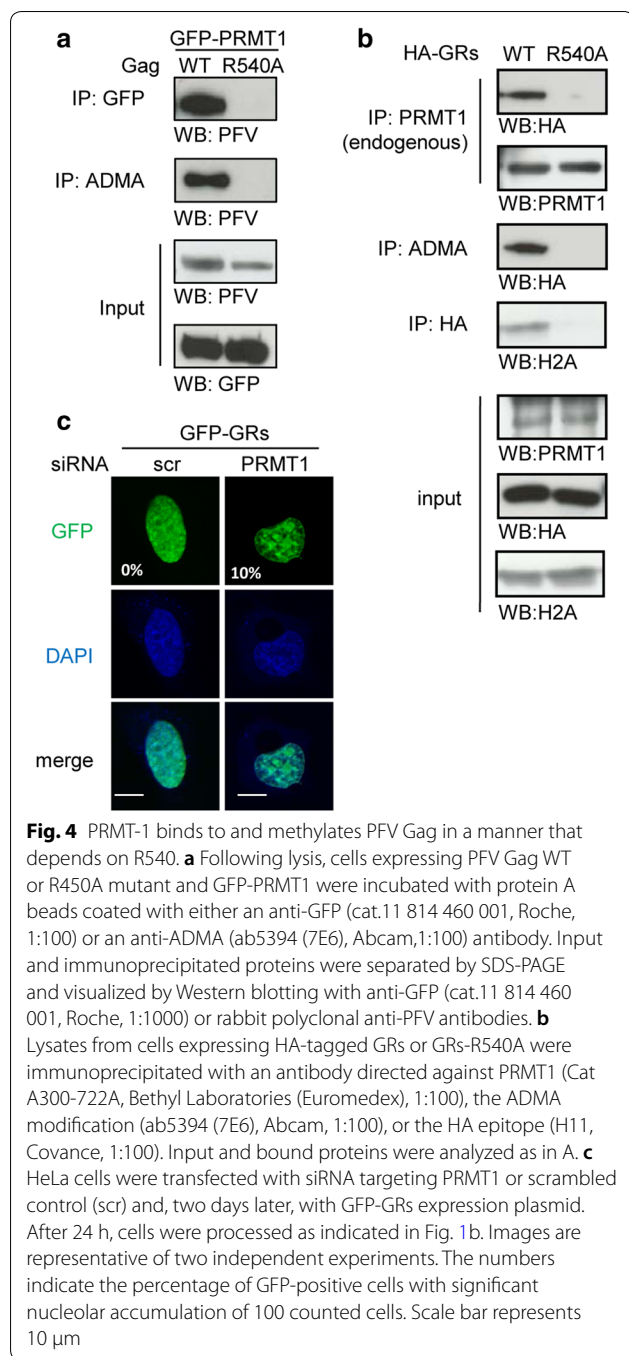 a
GFP-PRMT1
Gag WT R540A
IP: GFP
WB: PFV
IP: ADMA
WB: PFV
Input
WB: PFV
WB: GFP
b
HA-GRs WT R540A
IP: PRMT1
(endogenous)
WB:HA
WB:PRMT1
IP: ADMA
WB:HA
IP: HA
WB:H2A
input
WB:PRMT1
WB:HA
WB:H2A
c
GFP-GRs
siRNA scr PRMT1
GFP
0% 10%
DAPI
merge
Fig. 4 PRMT-1 binds to and methylates PFV Gag in a manner that
depends on R540. a Following lysis, cells expressing PFV Gag WT
or R450A mutant and GFP-PRMT1 were incubated with protein A
beads coated with either an anti-GFP (cat.11 814 460 001, Roche,
1:100) or an anti-ADMA (ab5394 (7E6), Abcam,1:100) antibody. Input
and immunoprecipitated proteins were separated by SDS-PAGE
and visualized by Western blotting with anti-GFP (cat.11 814 460
001, Roche, 1:1000) or rabbit polyclonal anti-PFV antibodies. b
Lysates from cells expressing HA-tagged GRs or GRs-R540A were
immunoprecipitated with an antibody directed against PRMT1 (Cat
A300-722A, Bethyl Laboratories (Euromedex), 1:100), the ADMA
modification (ab5394 (7E6), Abcam, 1:100), or the HA epitope (H11,
Covance, 1:100). Input and bound proteins were analyzed as in A. c
HeLa cells were transfected with siRNA targeting PRMT1 or scrambled
control (scr) and, two days later, with GFP-GRs expression plasmid.
After 24 h, cells were processed as indicated in Fig. 1b. Images are
representative of two independent experiments. The numbers
indicate the percentage of GFP-positive cells with significant
nucleolar accumulation of 100 counted cells. Scale bar represents
10 μm